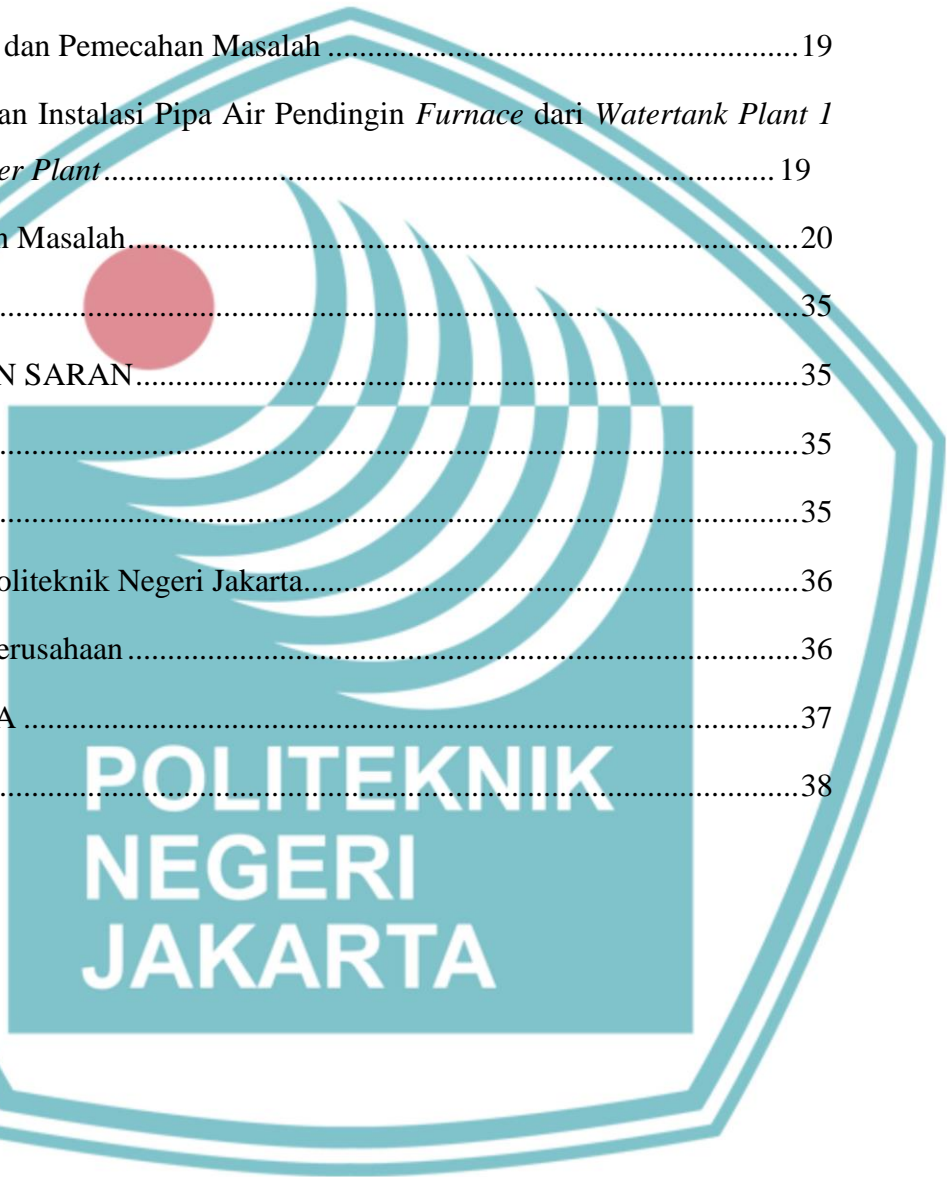 dan Pemecahan Masalah ........ 19
an Instalasi Pipa Air Pendingin Furnace dari Watertank Plant 1
er Plant ........ 19
n Masalah ........ 20
........ 35
N SARAN ........ 35
........ 35
........ 35
oliteknik Negeri Jakarta ........ 36
erusahaan ........ 36
A ........ 37
........ 38
POLITEKNIK
NEGERI
JAKARTA